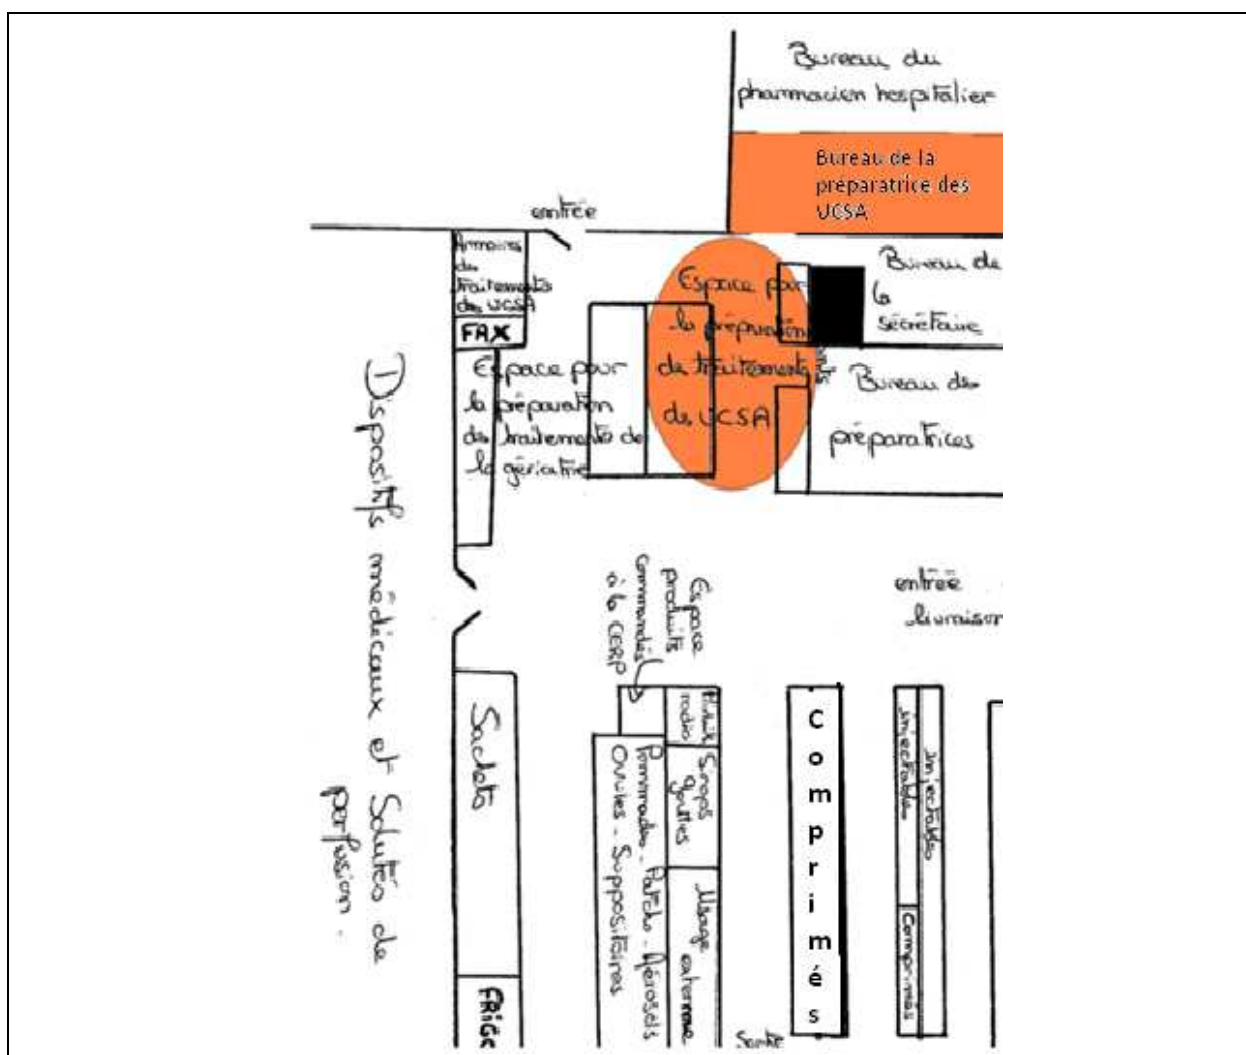 Bureau du
pharmacien hospitalier
Bureau de la
préparatrice des
UCSA
entrée
Armoire
des
traitements
des UCSA
FAX
Espace pour
la préparation
de traitements
des UCSA
Bureau de
la
secrétaire
Espace pour
la préparation
des traitements de
la gériatrie
Bureau des
préparatrices
Dispositifs médicaux et Solutés de
perfusion.
Espace
produits
commandés
à la CERP
entrée
livraison
Sachets
FRIGO
radio
Sirops
gouttes
Usage
externe
Pommades - Patchs - Aérosols
Ovules - Suppositoires
Comprimés
injectables
injectables
Comprimés
Sortie